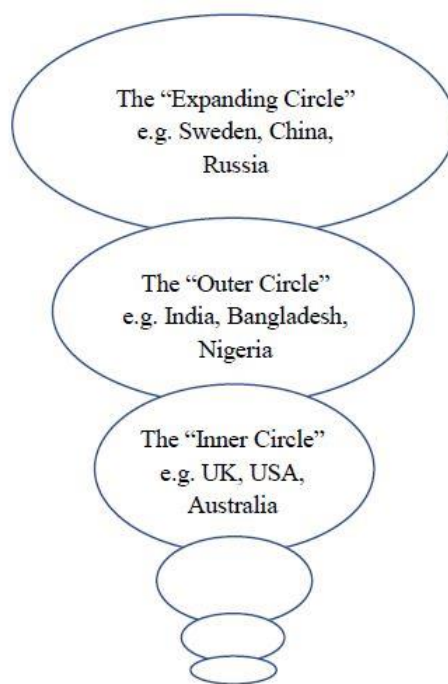 The “Expanding Circle”
e.g. Sweden, China,
Russia
The “Outer Circle”
e.g. India, Bangladesh,
Nigeria
The “Inner Circle”
e.g. UK, USA,
Australia